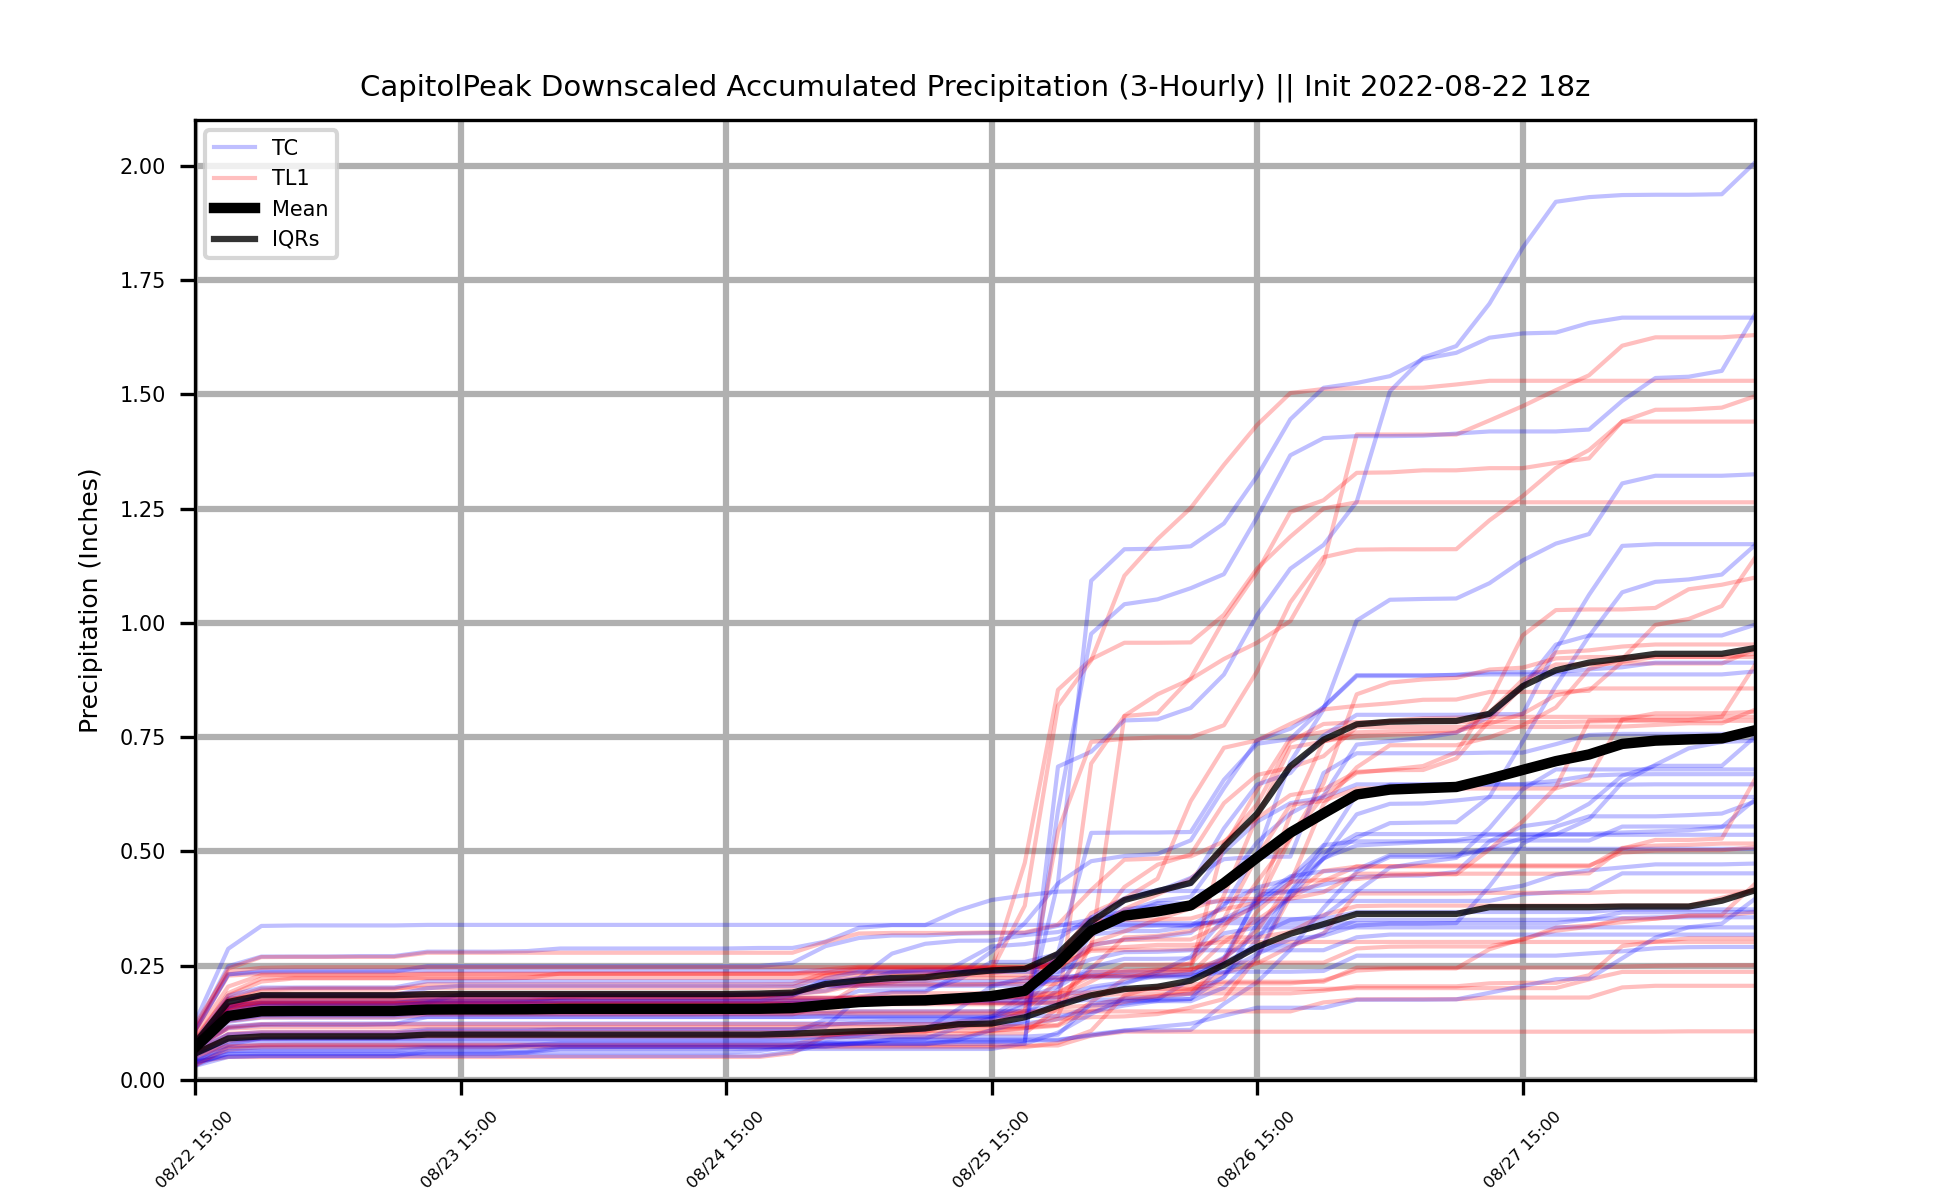 CapitolPeak Downscaled Accumulated Precipitation (3-Hourly) || Init 2022-08-22 18z
TC
TL1
Mean
IQRs
Precipitation (Inches)
2.00
1.75
1.50
1.25
1.00
0.75
0.50
0.25
0.00
08/22 15:00
08/23 15:00
08/24 15:00
08/25 15:00
08/26 15:00
08/27 15:00